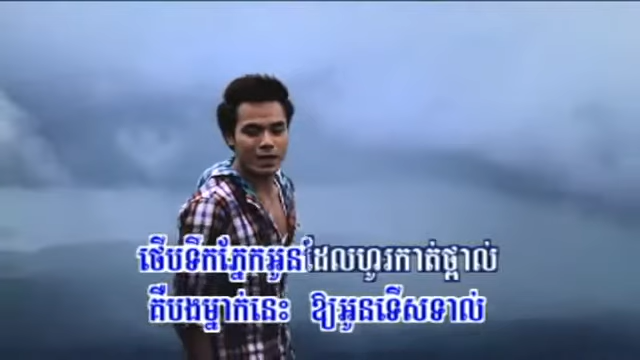 ថើបទឹកភ្នែកអូនដែលហូរកាត់ផ្ពាល់
គឺបងម្នាក់នេះ ឱ្យអូនទើសទាល់